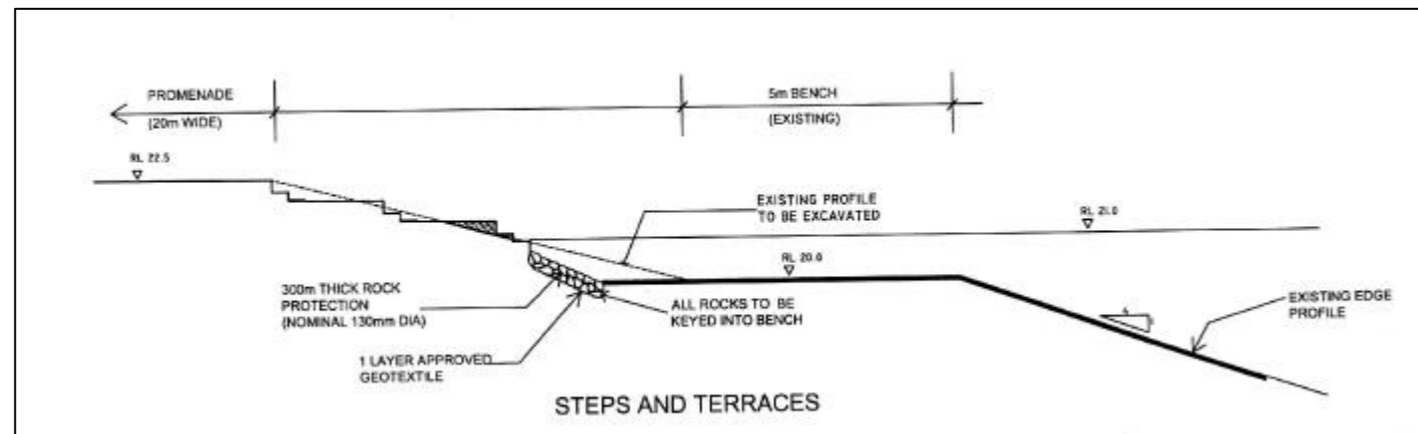 PROMENADE
(20m WIDE)
5m BENCH
(EXISTING)
RL 22.5
EXISTING PROFILE
TO BE EXCAVATED
RL 21.0
RL 20.0
300m THICK ROCK
PROTECTION
(NOMINAL 130mm DIA)
ALL ROCKS TO BE
KEYED INTO BENCH
EXISTING EDGE
PROFILE
1 LAYER APPROVED
GEOTEXTILE
STEPS AND TERRACES